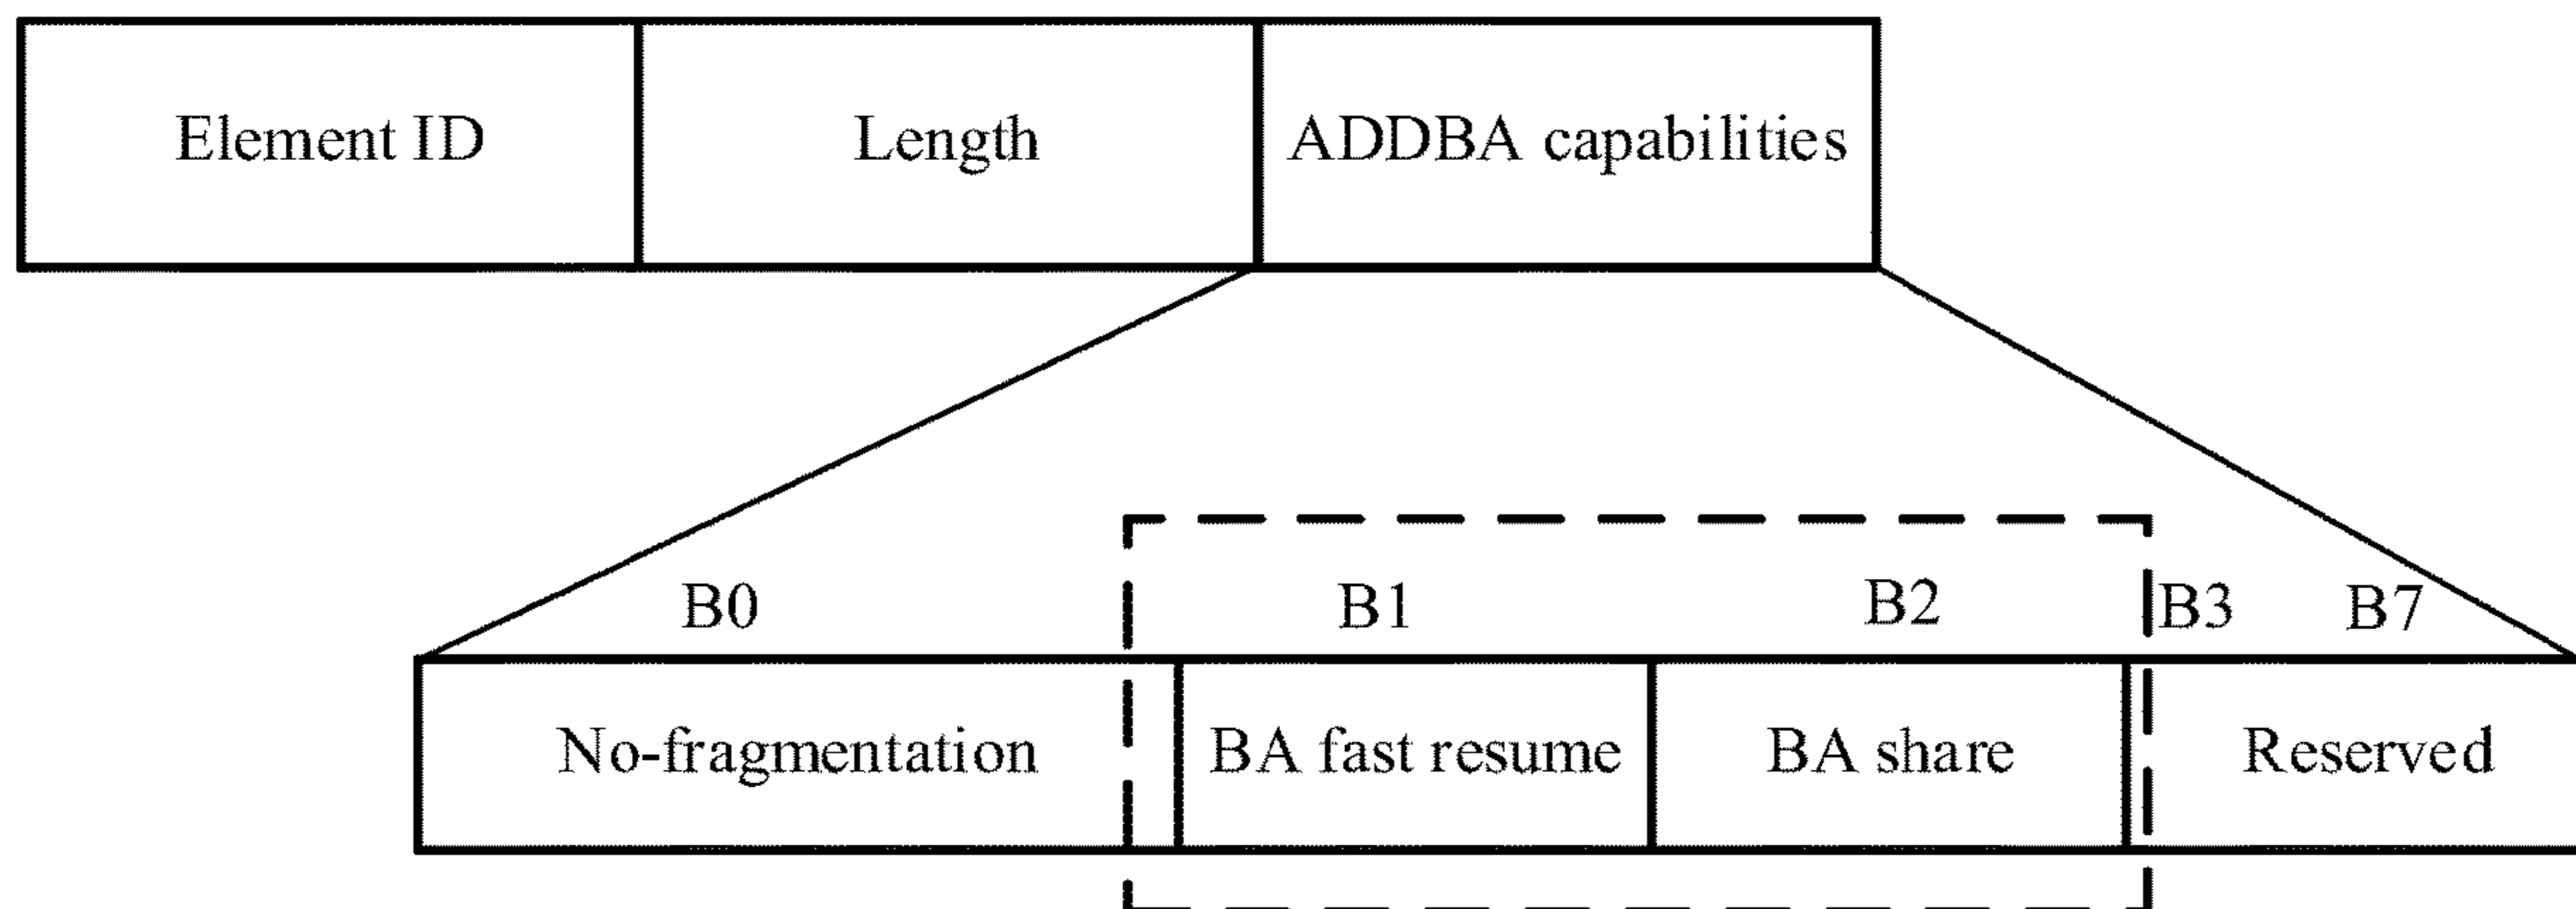 Element ID Length ADDBA capabilities
B0 B1 B2 B3 B7
No-fragmentation BA fast resume BA share Reserved